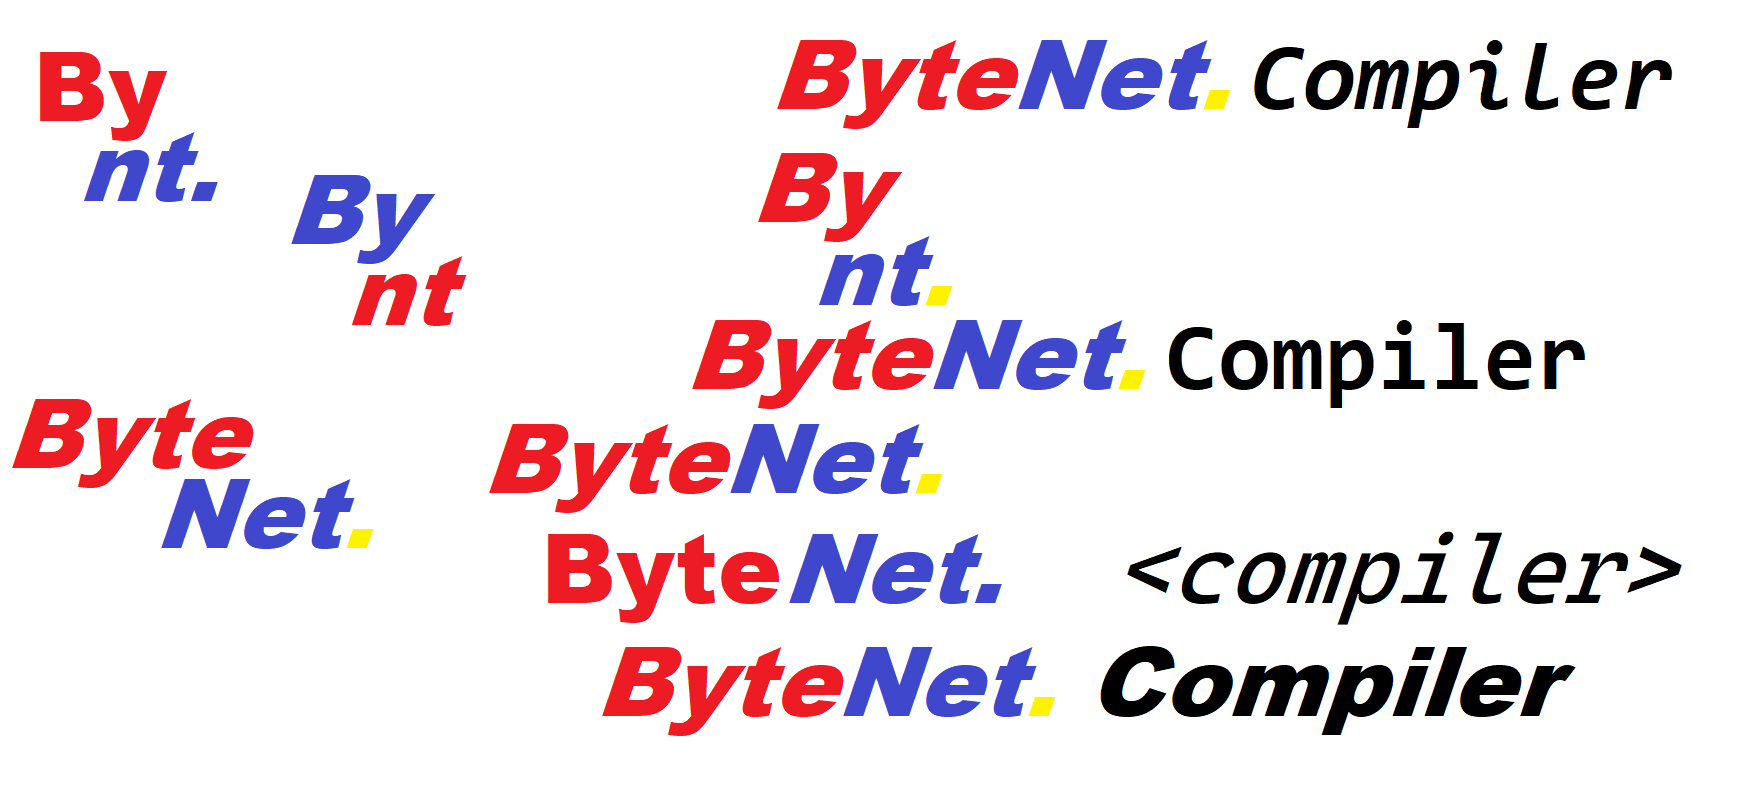 By
nt.
By
nt
Byte
Net.
ByteNet. Compiler
By
nt.
ByteNet. Compiler
ByteNet.
ByteNet. <compiler>
ByteNet. Compiler